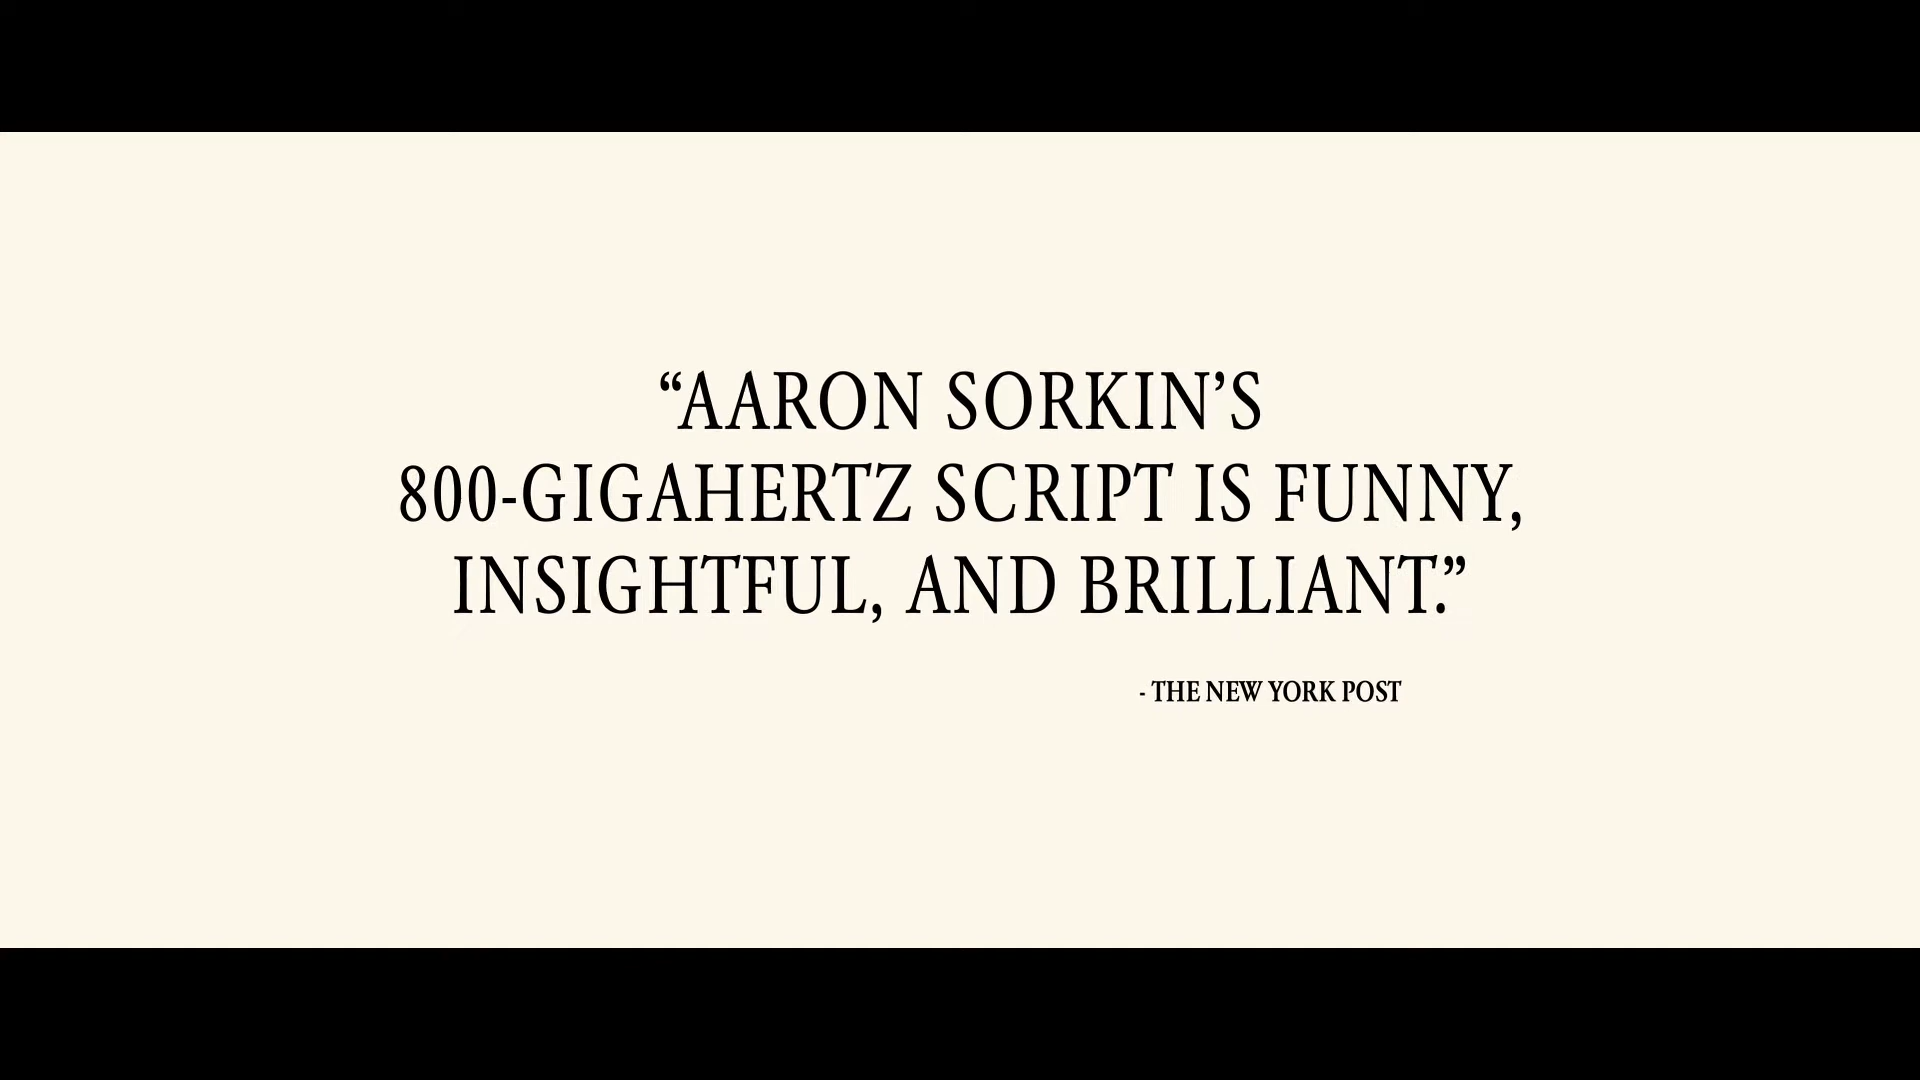 “AARON SORKIN’S
800-GIGAHERTZ SCRIPT IS FUNNY,
INSIGHTFUL, AND BRILLIANT.”
- THE NEW YORK POST